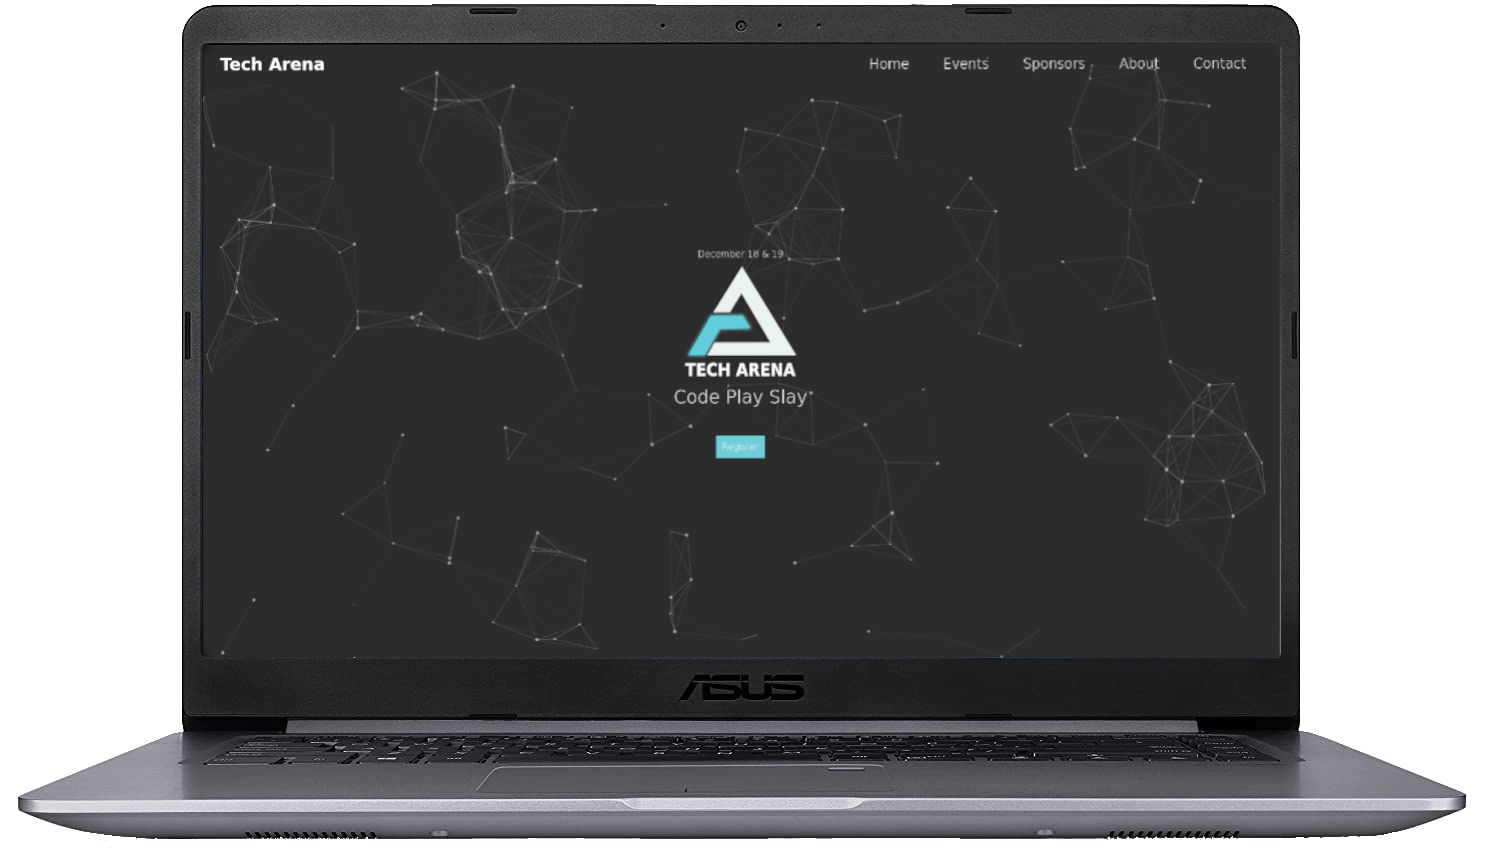 Tech Arena
Home Events Sponsors About Contact
December 18 & 19
TECH ARENA
Code Play Slay
Register
ASUS